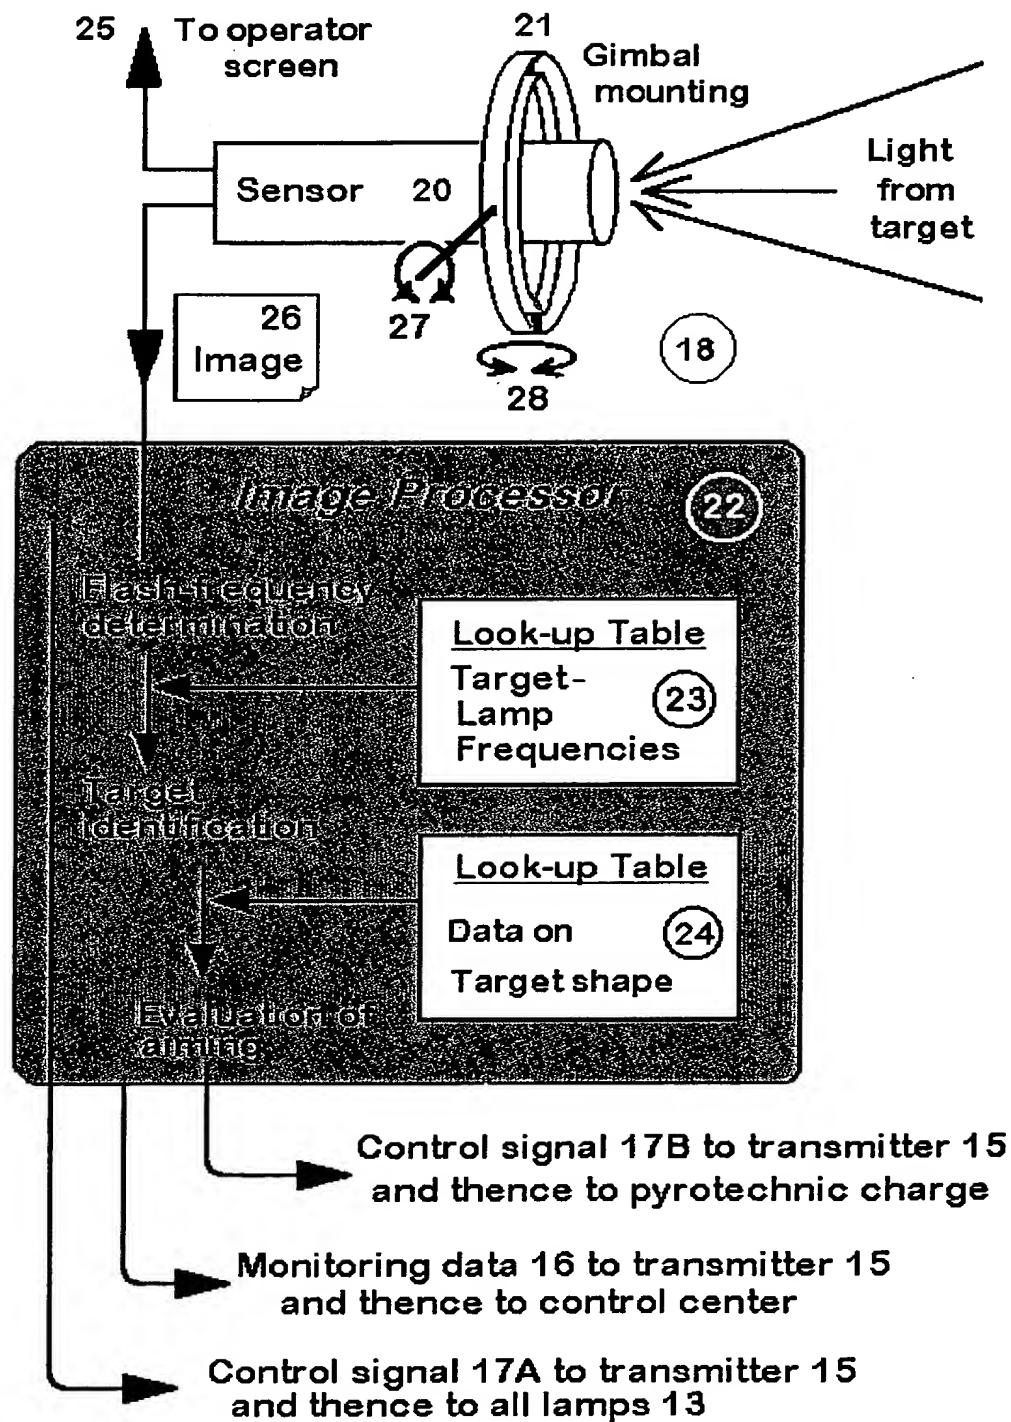 25
To operator
screen
21
Gimbal
mounting
Light
from
target
Sensor 20
27
28
18
26
Image
Image Processor
22
Flash-frequency
determination
Look-up Table
Target-
Lamp
Frequencies
23
Target
identification
Look-up Table
Data on
Target shape
24
Evaluation of
aiming
Control signal 17B to transmitter 15
and thence to pyrotechnic charge
Monitoring data 16 to transmitter 15
and thence to control center
Control signal 17A to transmitter 15
and thence to all lamps 13